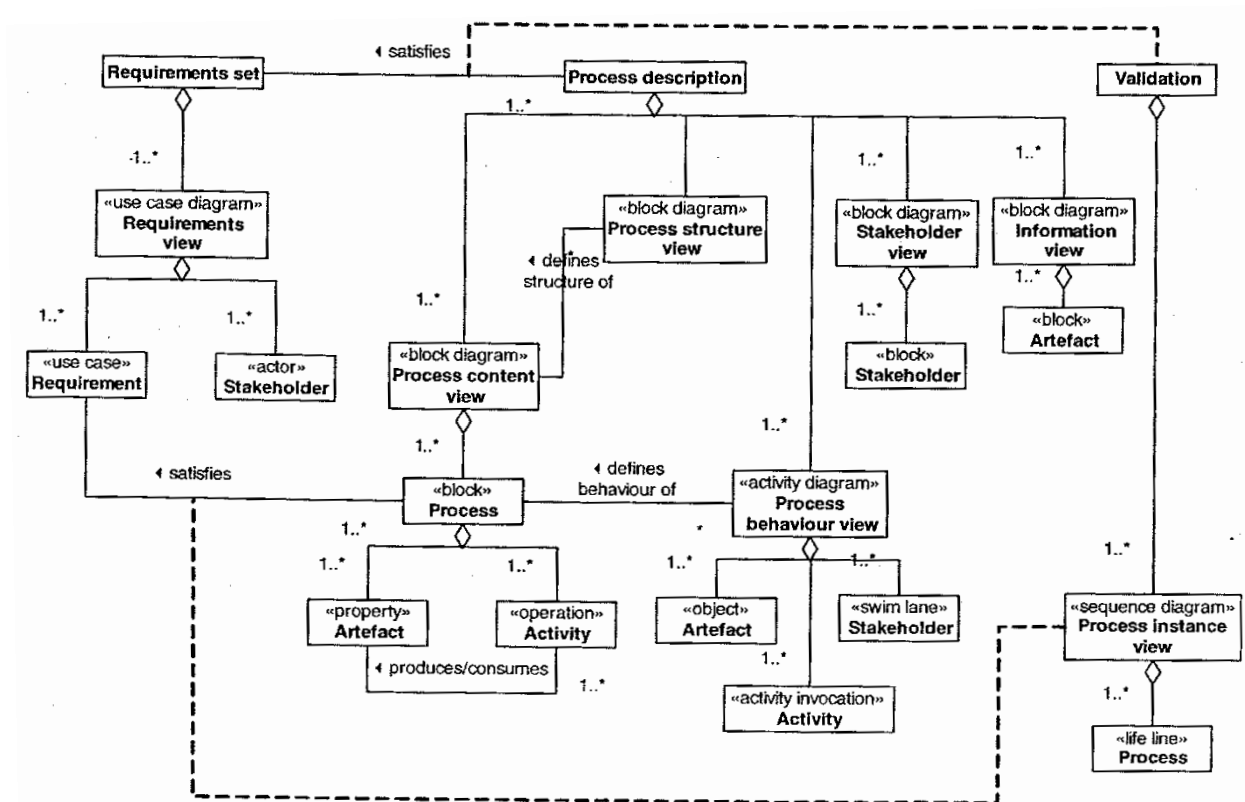 ◂ satisfies
Requirements set
Process description
Validation
1..*
-1..*
1..*
1..*
«use case diagram»
Requirements
view
«block diagram»
Process structure
view
«block diagram»
Stakeholder
view
«block diagram»
Information
view
◂ defines
structure of
1..*
1..*
1..*
1..*
1..*
«block»
Artefact
«use case»
Requirement
«actor»
Stakeholder
«block diagram»
Process content
view
«block»
Stakeholder
1..*
1..*
◂ satisfies
◂ defines
behaviour of
«block»
Process
«activity diagram»
Process
behaviour view
1..*
*
1..*
1..*
1..*
1..*
1..*
«property»
Artefact
«operation»
Activity
«object»
Artefact
«swim lane»
Stakeholder
«sequence diagram»
Process instance
view
◂ produces/consumes
1..*
1..*
1..*
«activity invocation»
Activity
«life line»
Process